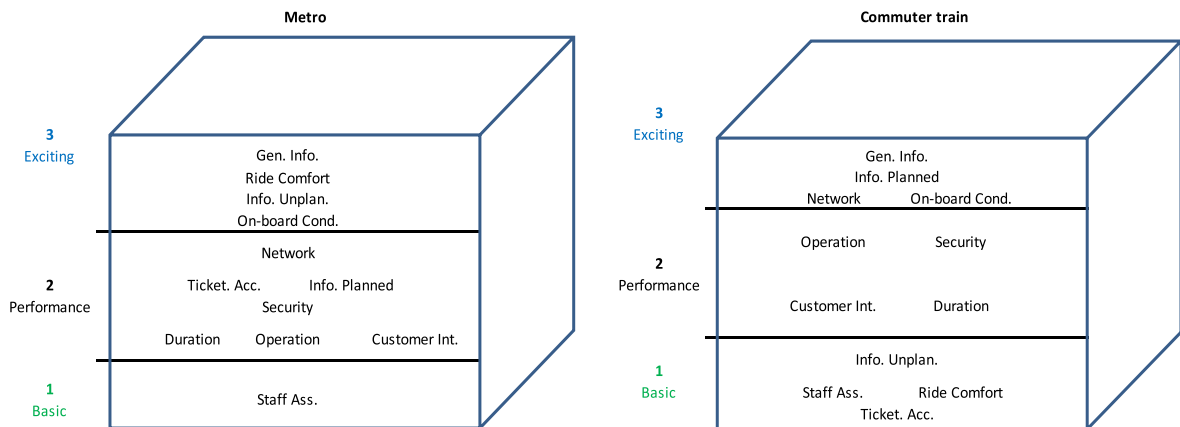 Metro
3
Exciting
Gen. Info.
Ride Comfort
Info. Unplan.
On-board Cond.
2
Performance
Network
Ticket. Acc. Info. Planned
Security
Duration Operation Customer Int.
1
Basic
Staff Ass.
Commuter train
3
Exciting
Gen. Info.
Info. Planned
Network On-board Cond.
2
Performance
Operation Security
Customer Int. Duration
1
Basic
Info. Unplan.
Staff Ass. Ride Comfort
Ticket. Acc.